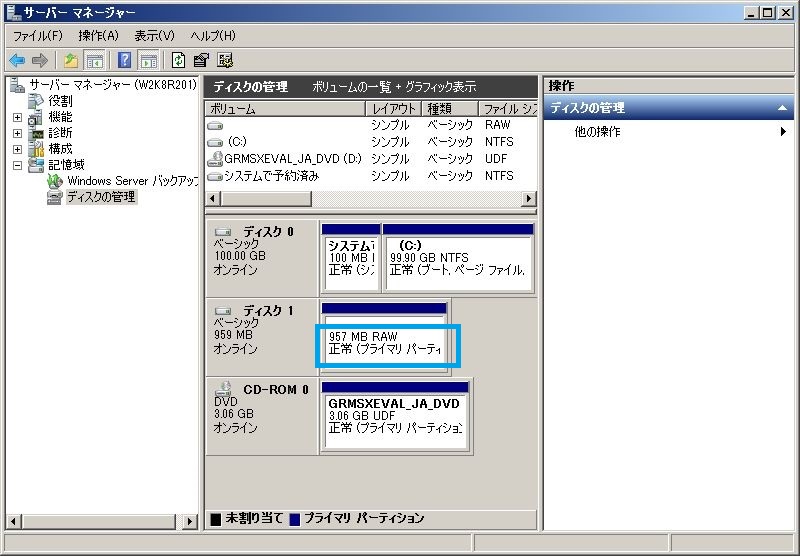 サーバー マネージャー
ファイル(F) 操作(A) 表示(V) ヘルプ(H)
サーバー マネージャー (W2K8R201)
役割
機能
診断
構成
記憶域
Windows Server バックアップ
ディスクの管理
ディスクの管理 ボリュームの一覧 + グラフィック表示
ボリューム レイアウト 種類 ファイル シス
シンプル ベーシック RAW
(C:) シンプル ベーシック NTFS
GRMSXEVAL_JA_DVD (D:) シンプル ベーシック UDF
システムで予約済み シンプル ベーシック NTFS
ディスク 0
ベーシック
100.00 GB
オンライン
システムで
100 MB
正常 (シス
(C:)
99.90 GB NTFS
正常 (ブート, ページ ファイル,
ディスク 1
ベーシック
959 MB
オンライン
957 MB RAW
正常 (プライマリ パーティ
CD-ROM 0
DVD
3.06 GB
オンライン
GRMSXEVAL_JA_DVD
3.06 GB UDF
正常 (プライマリ パーティション
未割り当て プライマリ パーティション
操作
ディスクの管理
他の操作